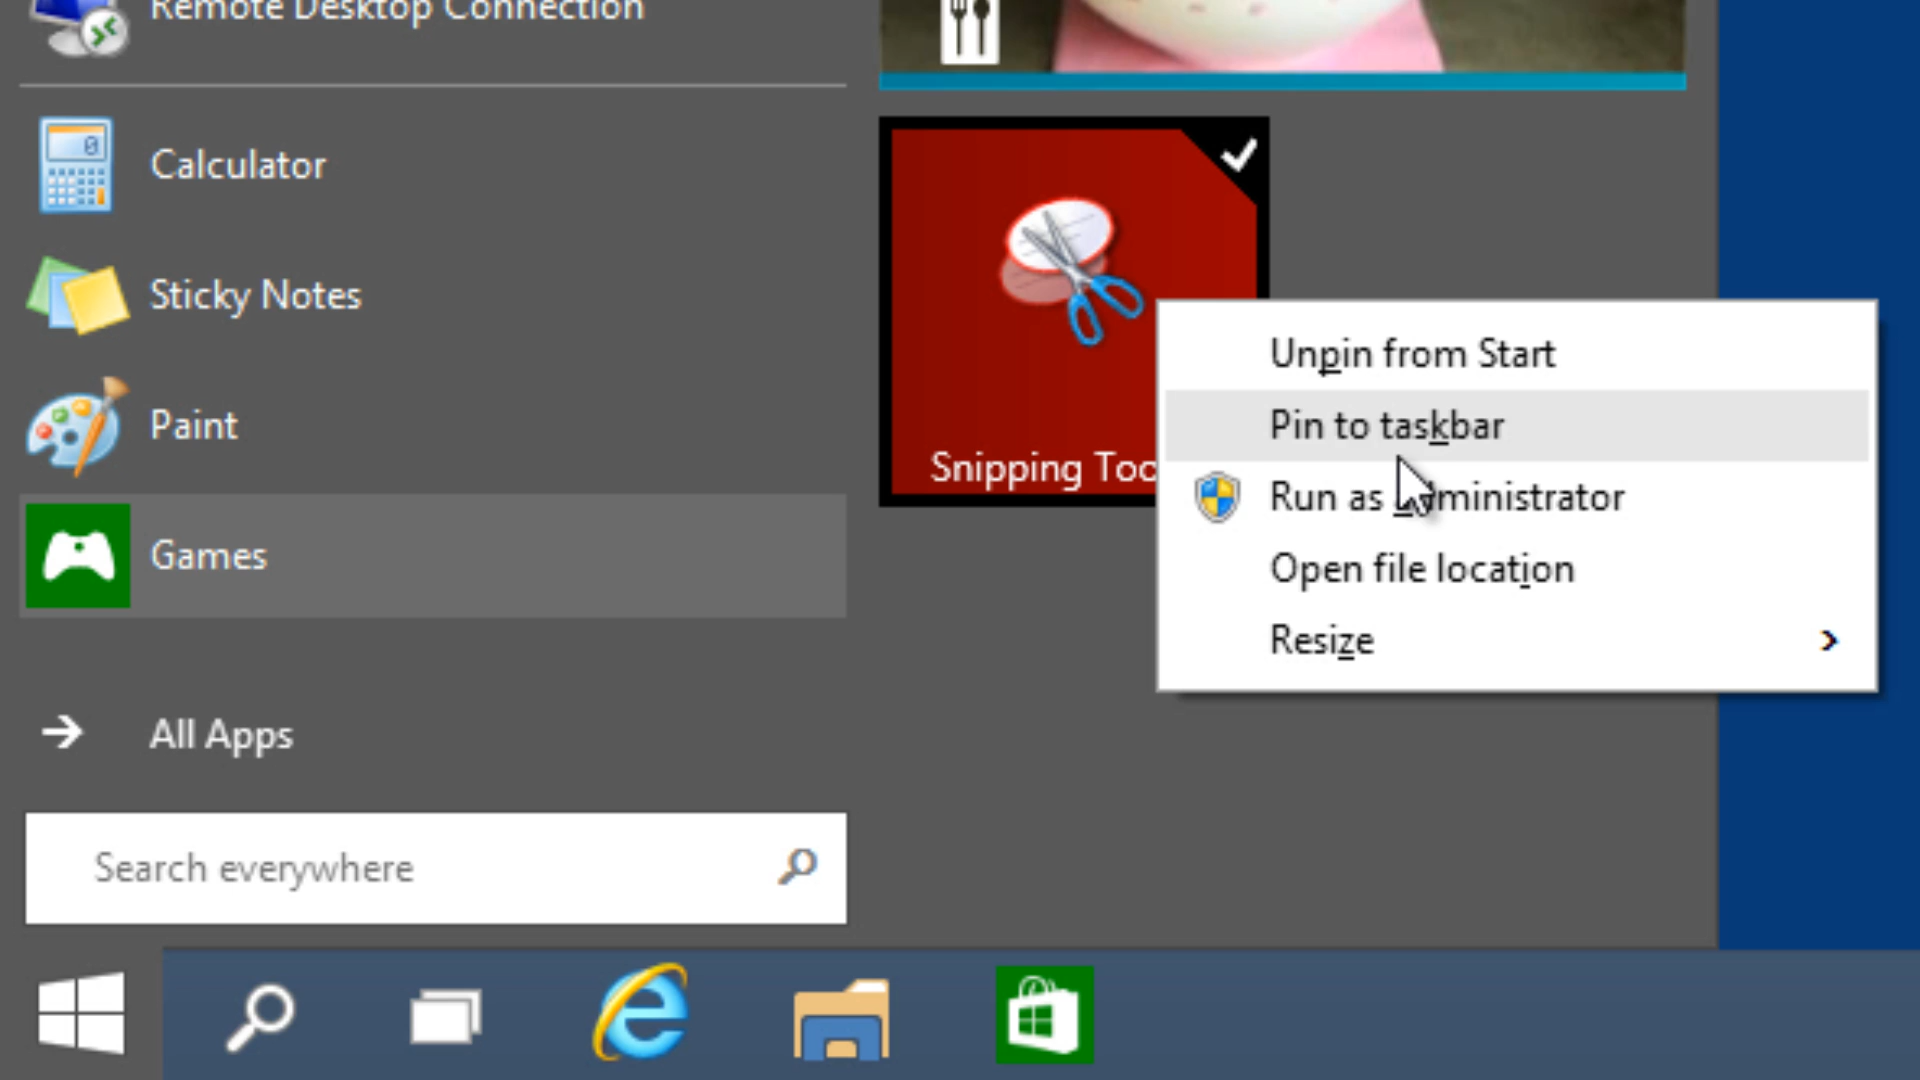 Remote Desktop Connection
Calculator
Sticky Notes
Paint
Games
All Apps
Search everywhere
Snipping Too
Unpin from Start
Pin to taskbar
Run as administrator
Open file location
Resize